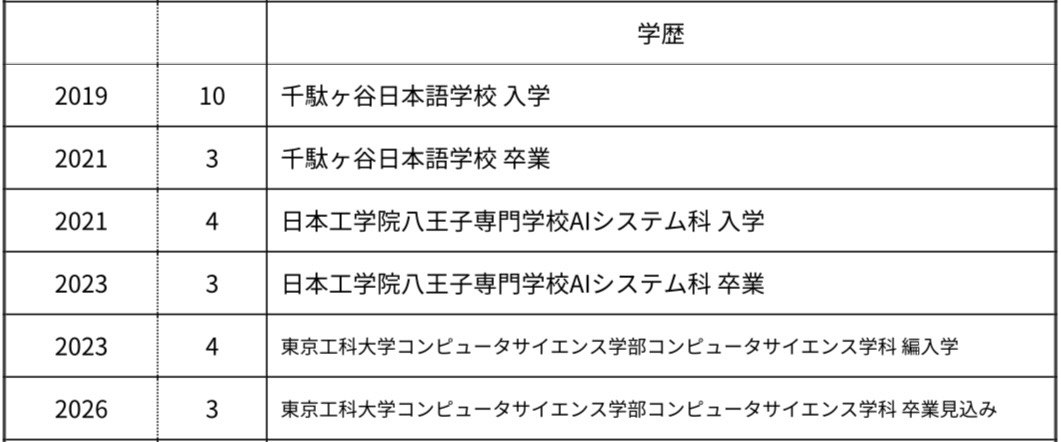 学歴
2019 10 千駄ヶ谷日本語学校 入学
2021 3 千駄ヶ谷日本語学校 卒業
2021 4 日本工学院八王子専門学校AIシステム科 入学
2023 3 日本工学院八王子専門学校AIシステム科 卒業
2023 4 東京工科大学コンピュータサイエンス学部コンピュータサイエンス学科 編入学
2026 3 東京工科大学コンピュータサイエンス学部コンピュータサイエンス学科 卒業見込み